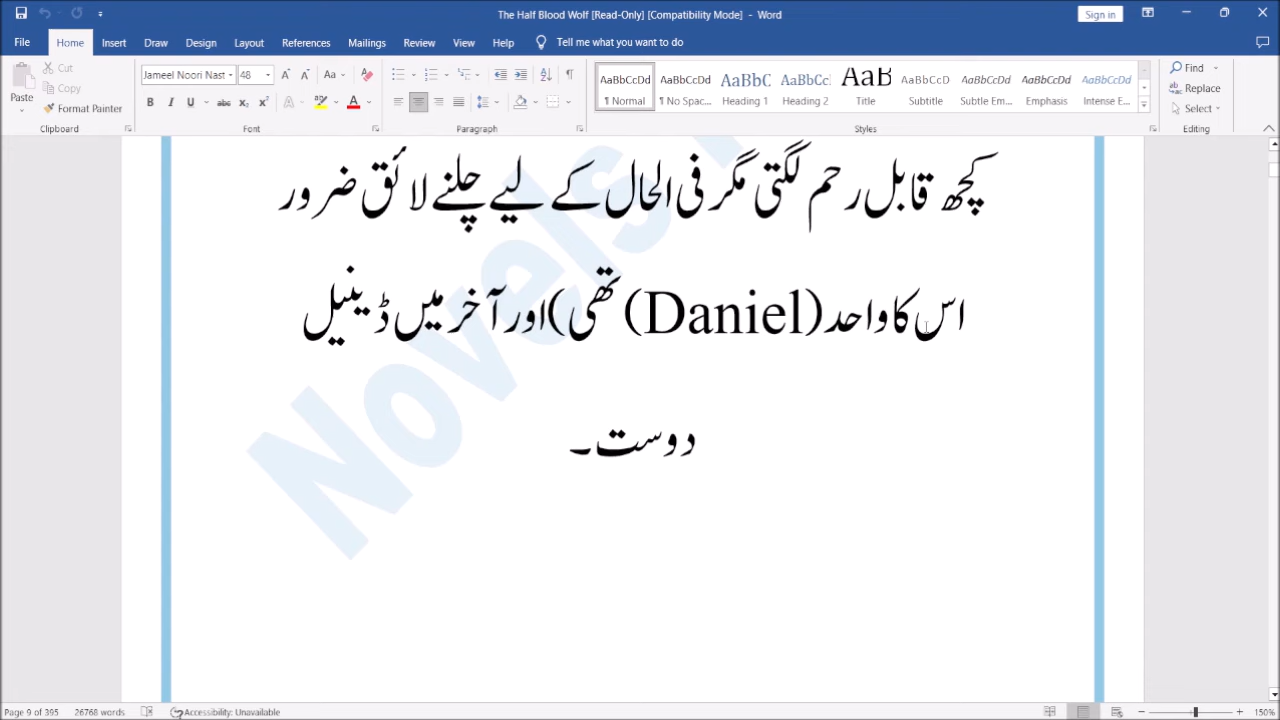 The Half Blood Wolf [Read-Only] [Compatibility Mode] - Word
Sign in
File Home Insert Draw Design Layout References Mailings Review View Help Tell me what you want to do
Paste
Cut
Copy
Format Painter
Clipboard
Jameel Noori Nast 48
Font
Paragraph
AaBbCcDd AaBbCcDd AaBbC AaBbCc AaB AaBbCcD AaBbCcDd AaBbCcDd AaBbCcDd
¶ Normal ¶ No Spac... Heading 1 Heading 2 Title Subtitle Subtle Em... Emphasis Intense E...
Styles
Find
Replace
Select
Editing
کچھ قابل رحم لگتی مگر فی الحال کے لیے چلنے لائق ضرور
اس کا واحد (Daniel) تھی) اور آخر میں ڈینیل
دوست۔
Novels
Page 9 of 395 26768 words Accessibility: Unavailable 150%